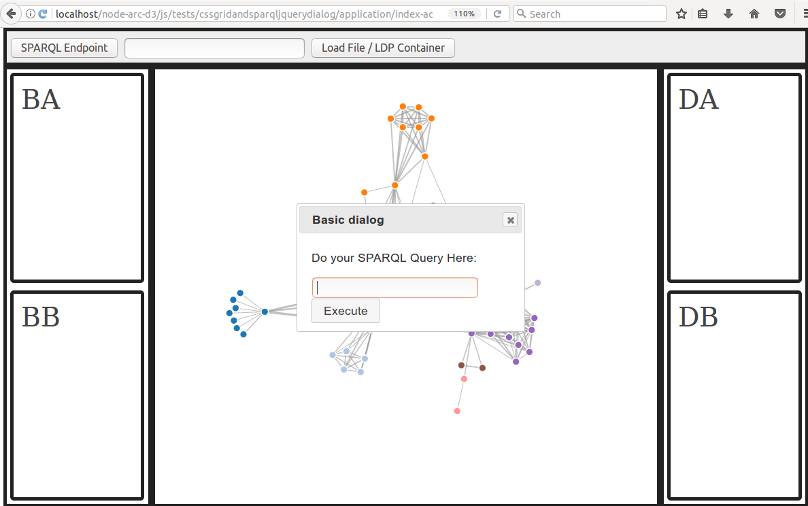 localhost/node-arc-d3/js/tests/cssgridandsparqljquerydialog/application/index-ac
110%
Search
SPARQL Endpoint
Load File / LDP Container
BA
DA
Basic dialog
Do your SPARQL Query Here:
Execute
BB
DB